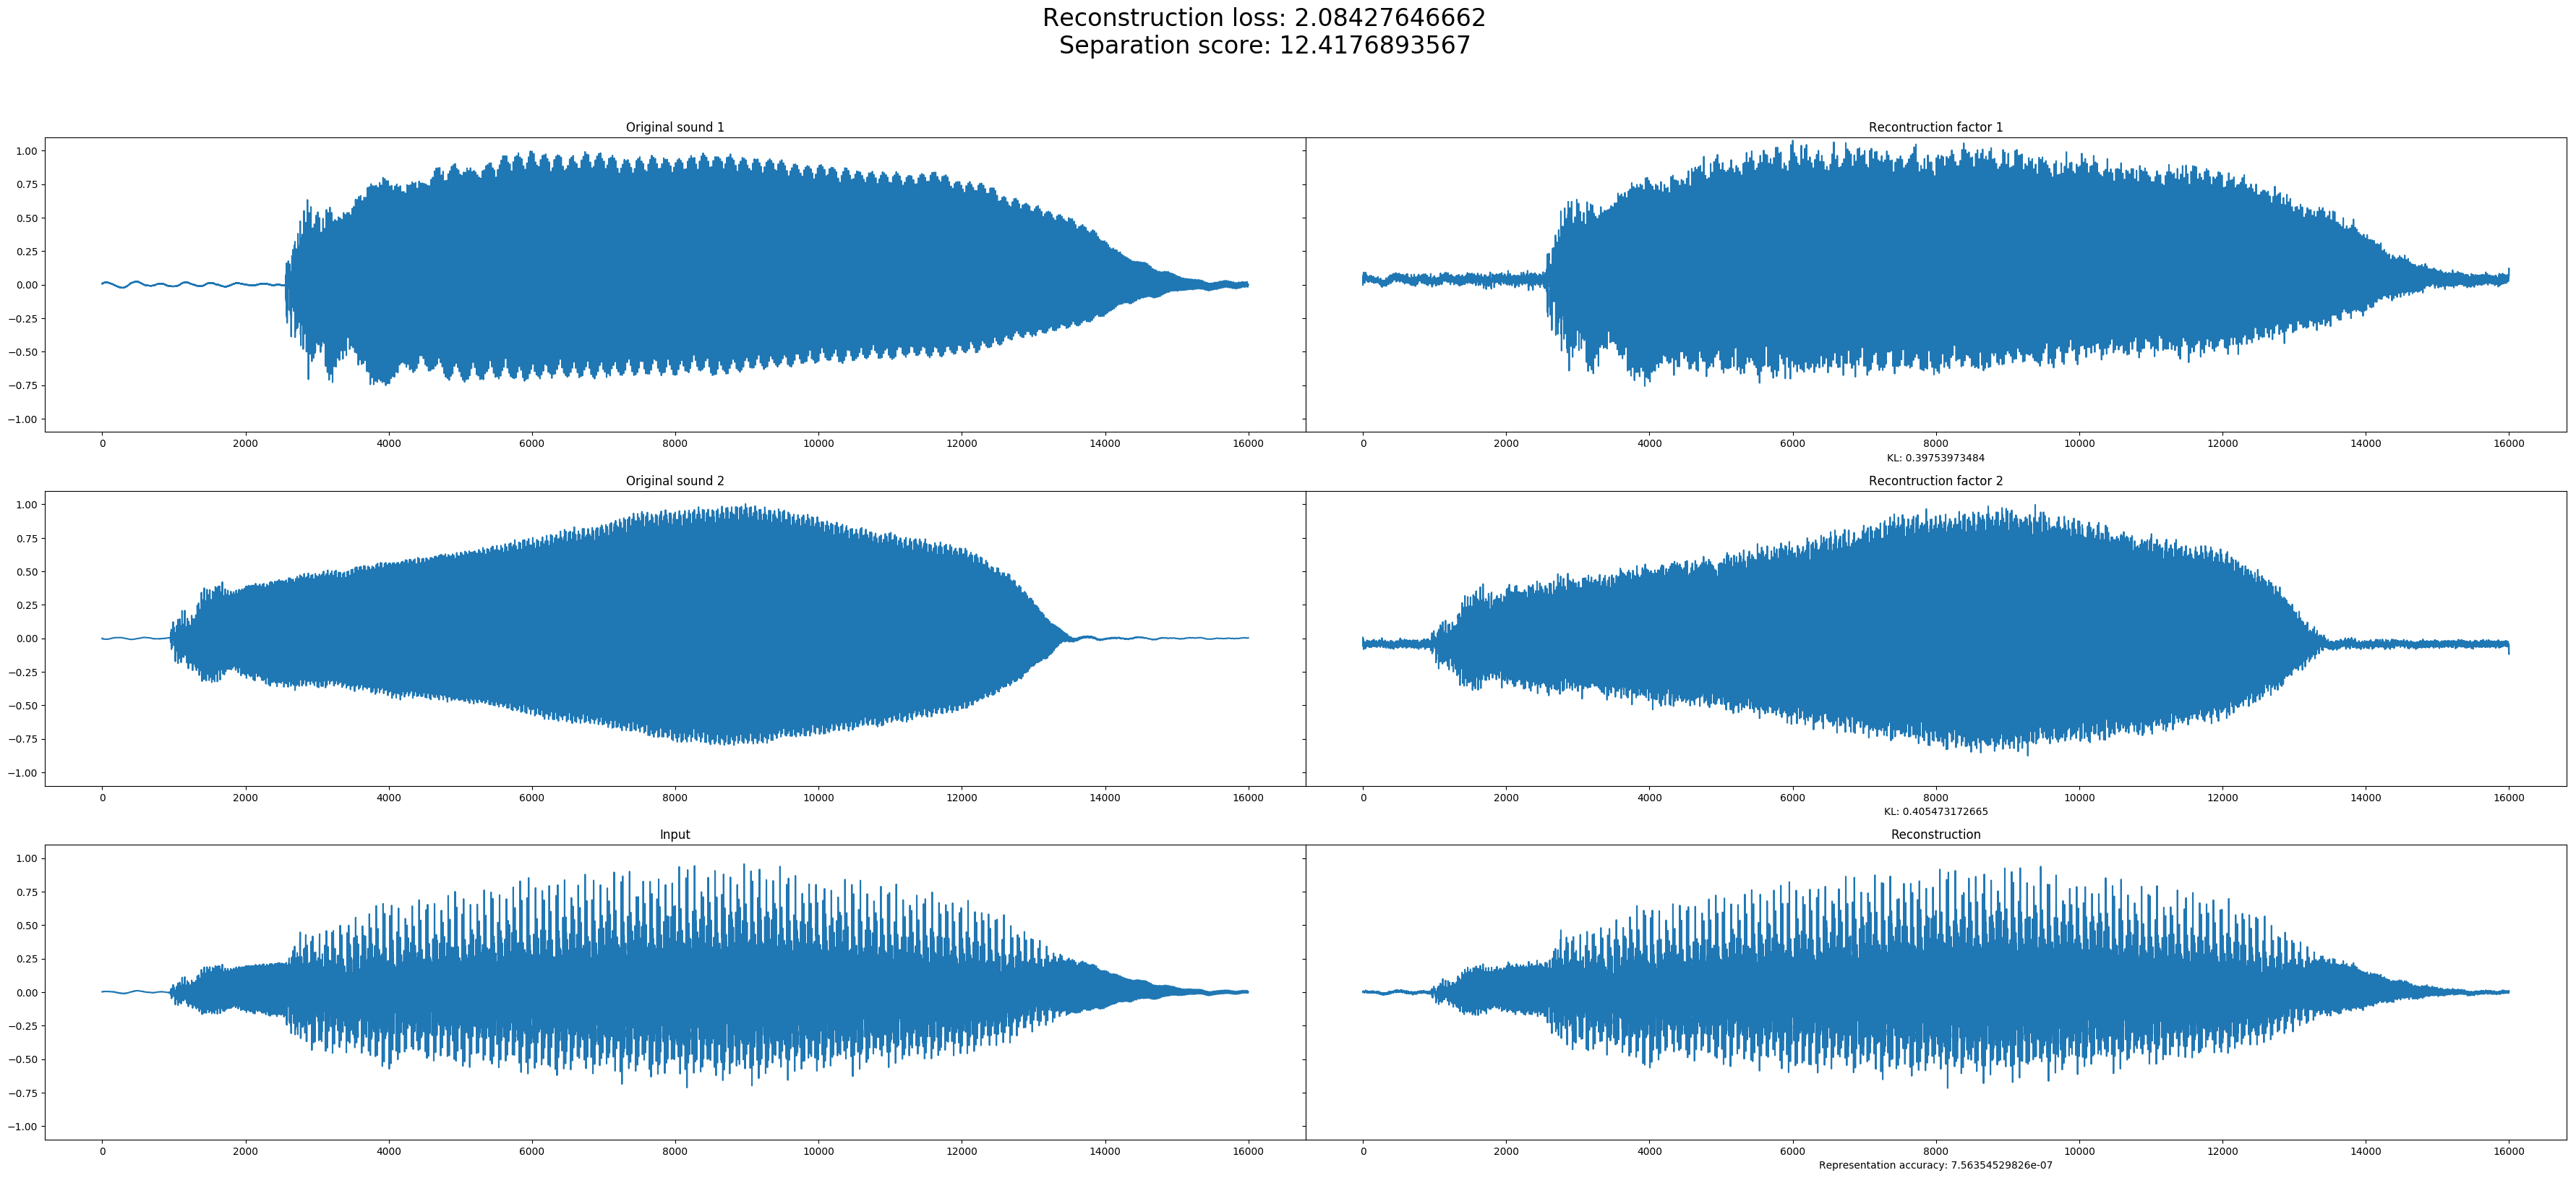 Reconstruction loss: 2.08427646662
Separation score: 12.4176893567
Original sound 1
Recontruction factor 1
1.00
0.75
0.50
0.25
0.00
−0.25
−0.50
−0.75
−1.00
0 2000 4000 6000 8000 10000 12000 14000 16000
0 2000 4000 6000 8000 10000 12000 14000 16000
KL: 0.39753973484
Original sound 2
Recontruction factor 2
1.00
0.75
0.50
0.25
0.00
−0.25
−0.50
−0.75
−1.00
0 2000 4000 6000 8000 10000 12000 14000 16000
0 2000 4000 6000 8000 10000 12000 14000 16000
KL: 0.405473172665
Input
Reconstruction
1.00
0.75
0.50
0.25
0.00
−0.25
−0.50
−0.75
−1.00
0 2000 4000 6000 8000 10000 12000 14000 16000
0 2000 4000 6000 8000 10000 12000 14000 16000
Representation accuracy: 7.56354529826e-07